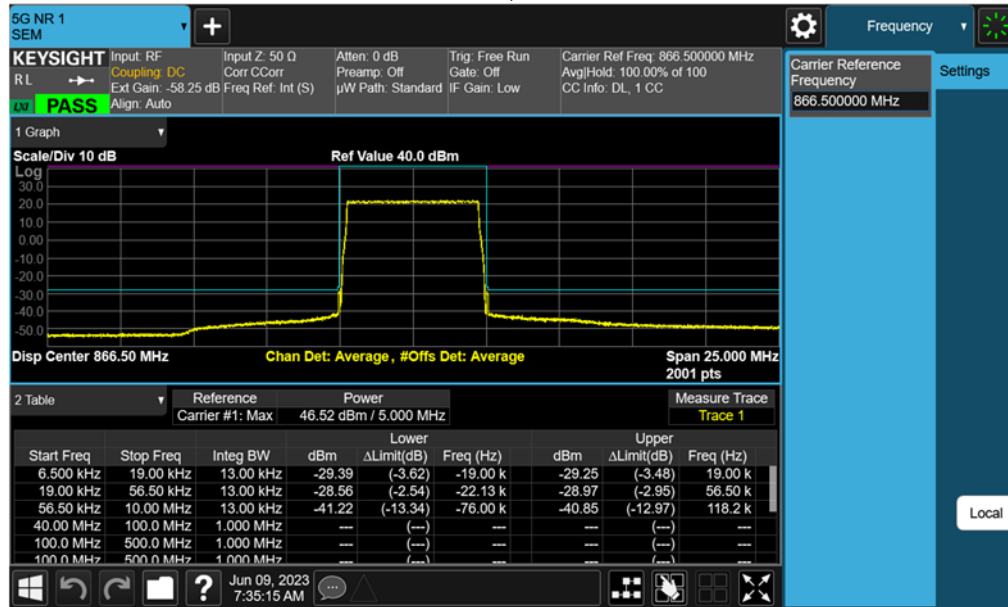 5G NR 1
SEM
+
Frequency
KEYSIGHT
R L
LXI
PASS
Input: RF
Coupling: DC
Ext Gain: -58.25 dB
Align: Auto
Input Z: 50 Ω
Corr CCorr
Freq Ref: Int (S)
Atten: 0 dB
Preamp: Off
µW Path: Standard
Trig: Free Run
Gate: Off
IF Gain: Low
Carrier Ref Freq: 866.500000 MHz
Avg|Hold: 100.00% of 100
CC Info: DL, 1 CC
Carrier Reference
Frequency
866.500000 MHz
Settings
1 Graph
Scale/Div 10 dB
Ref Value 40.0 dBm
Log
30.0
20.0
10.0
0.00
-10.0
-20.0
-30.0
-40.0
-50.0
Disp Center 866.50 MHz
Chan Det: Average , #Offs Det: Average
Span 25.000 MHz
2001 pts
2 Table
Reference Power Measure Trace
Carrier #1: Max 46.52 dBm / 5.000 MHz Trace 1
Lower Upper
Start Freq Stop Freq Integ BW dBm ΔLimit(dB) Freq (Hz) dBm ΔLimit(dB) Freq (Hz)
6.500 kHz 19.00 kHz 13.00 kHz -29.39 (-3.62) -19.00 k -29.25 (-3.48) 19.00 k
19.00 kHz 56.50 kHz 13.00 kHz -28.56 (-2.54) -22.13 k -28.97 (-2.95) 56.50 k
56.50 kHz 10.00 MHz 13.00 kHz -41.22 (-13.34) -76.00 k -40.85 (-12.97) 118.2 k
40.00 MHz 100.0 MHz 1.000 MHz --- (---) --- --- (---) ---
100.0 MHz 500.0 MHz 1.000 MHz --- (---) --- --- (---) ---
100.0 MHz 500.0 MHz 1.000 MHz --- (---) --- --- (---) ---
Local
?
Jun 09, 2023
7:35:15 AM